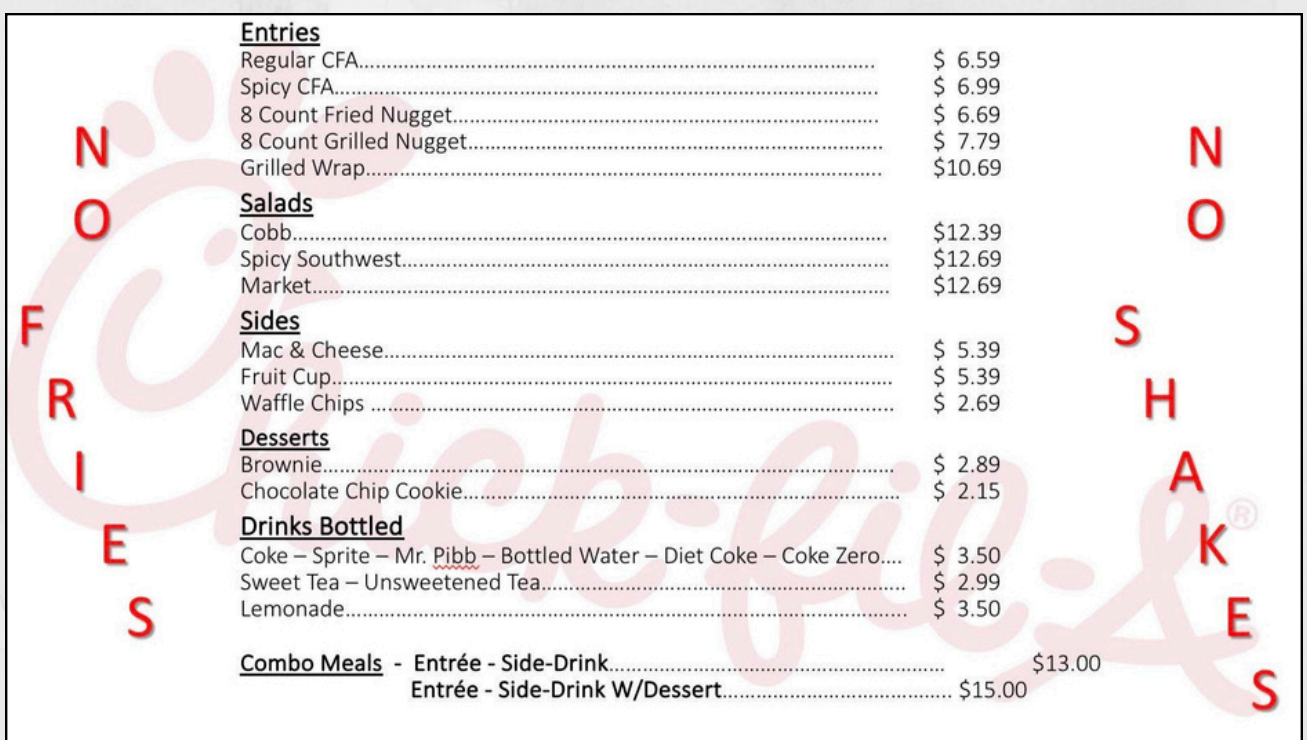 Entries
Regular CFA.................................................................................... $ 6.59
Spicy CFA........................................................................................ $ 6.99
8 Count Fried Nugget..................................................................... $ 6.69
8 Count Grilled Nugget................................................................... $ 7.79
Grilled Wrap.................................................................................... $10.69
Salads
Cobb................................................................................................. $12.39
Spicy Southwest............................................................................... $12.69
Market.............................................................................................. $12.69
Sides
Mac & Cheese.................................................................................. $ 5.39
Fruit Cup........................................................................................... $ 5.39
Waffle Chips .................................................................................... $ 2.69
Desserts
Brownie............................................................................................ $ 2.89
Chocolate Chip Cookie...................................................................... $ 2.15
Drinks Bottled
Coke – Sprite – Mr. Pibb – Bottled Water – Diet Coke – Coke Zero.... $ 3.50
Sweet Tea – Unsweetened Tea.......................................................... $ 2.99
Lemonade......................................................................................... $ 3.50
Combo Meals - Entrée - Side-Drink....................................................... $13.00
Entrée - Side-Drink W/Dessert...................................... $15.00
NO FRIES
NO SHAKES
Chick-fil-A®